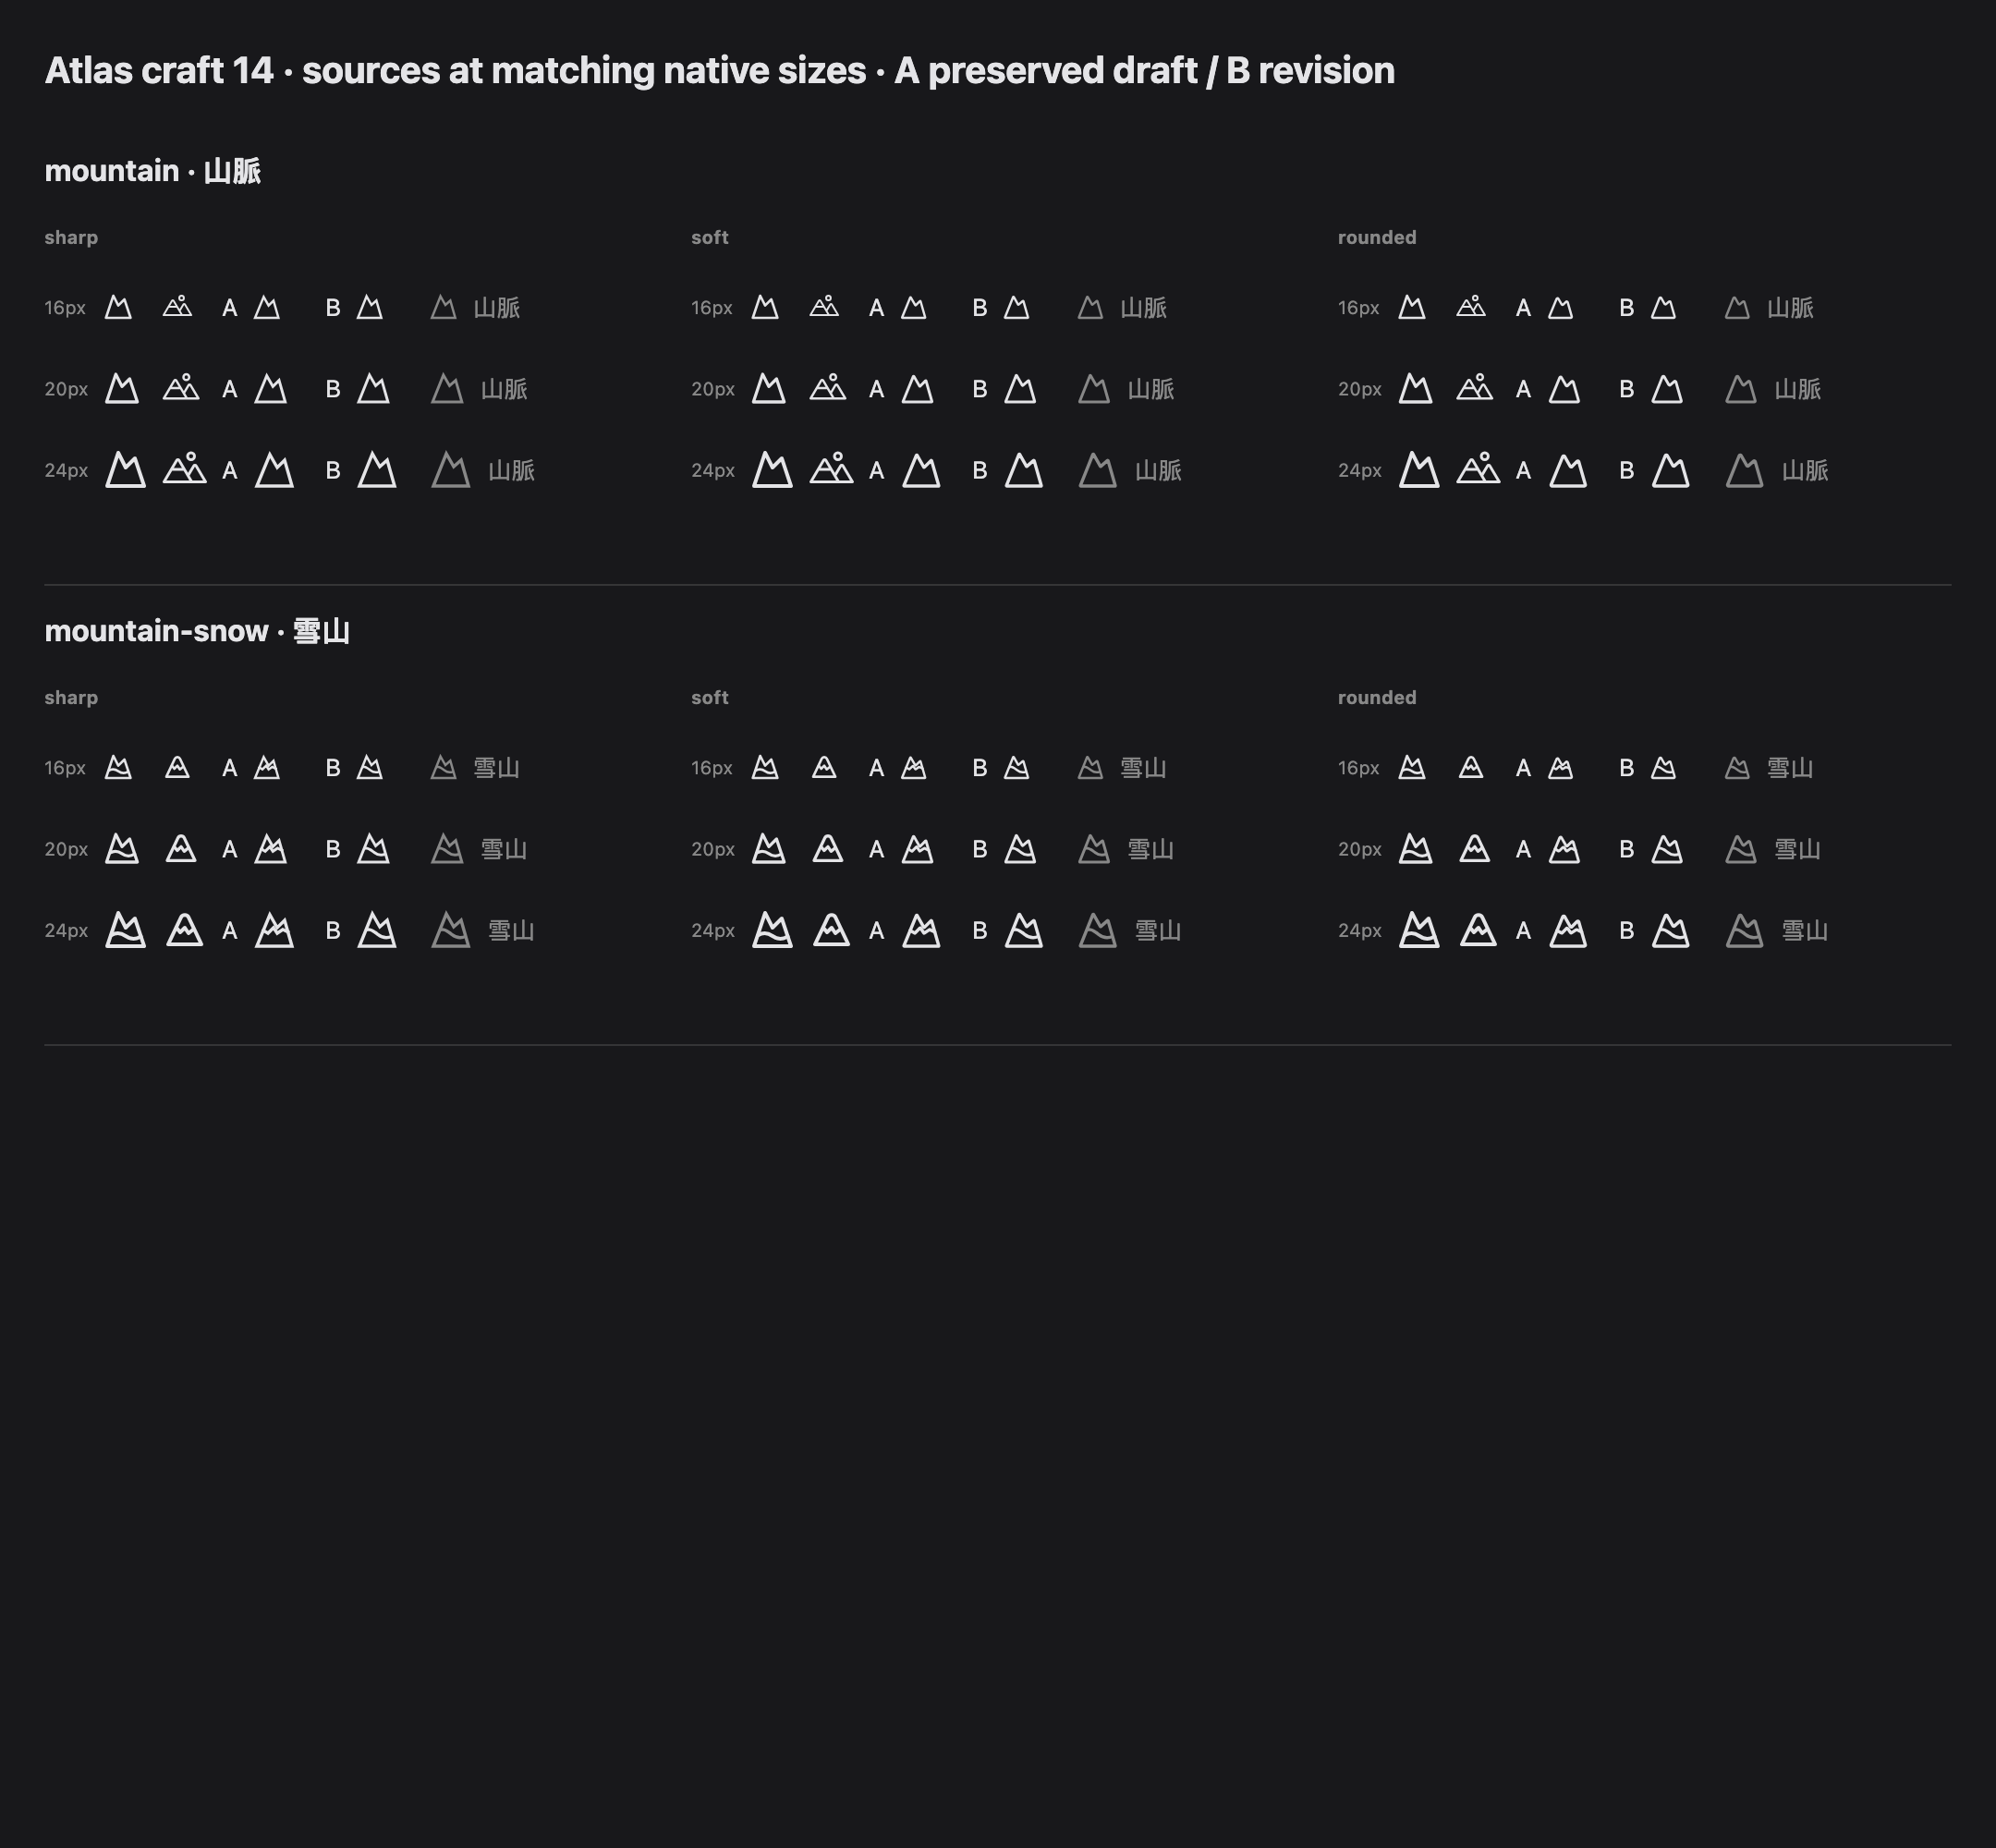 Atlas craft 14 · sources at matching native sizes · A preserved draft / B revision
mountain · 山脈
sharp soft rounded
16px A B 山脈 16px A B 山脈 16px A B 山脈
20px A B 山脈 20px A B 山脈 20px A B 山脈
24px A B 山脈 24px A B 山脈 24px A B 山脈
mountain-snow · 雪山
sharp soft rounded
16px A B 雪山 16px A B 雪山 16px A B 雪山
20px A B 雪山 20px A B 雪山 20px A B 雪山
24px A B 雪山 24px A B 雪山 24px A B 雪山